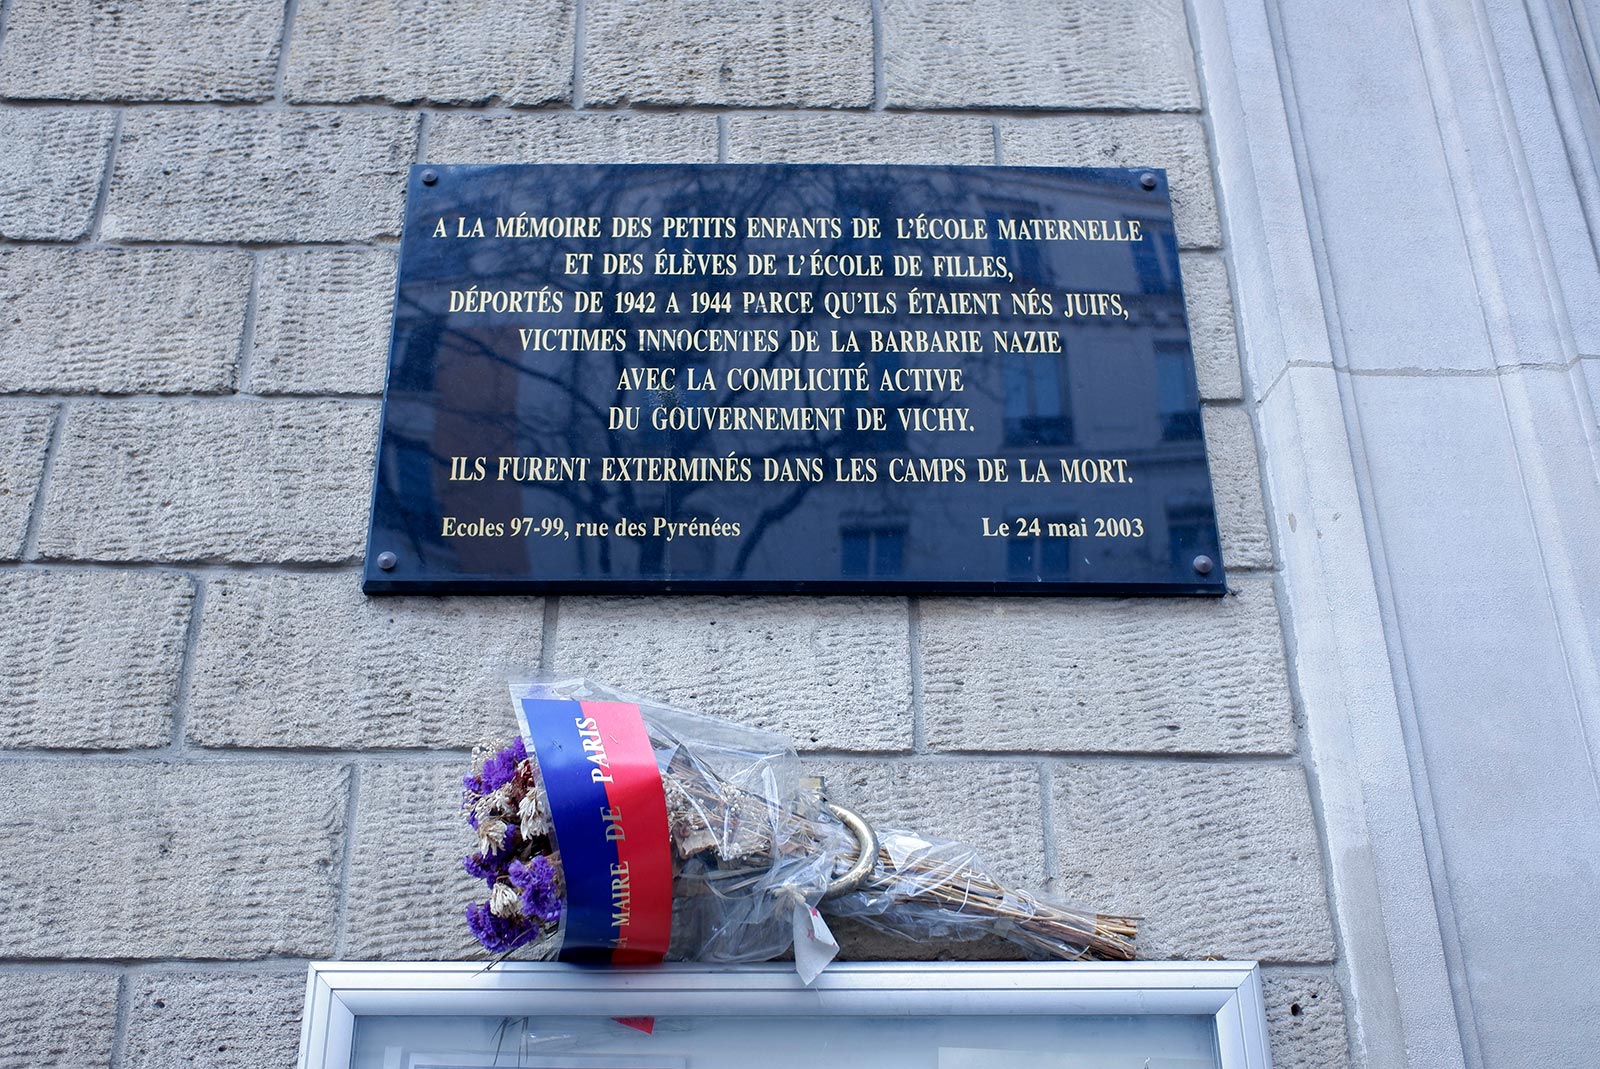 A LA MÉMOIRE DES PETITS ENFANTS DE L'ÉCOLE MATERNELLE
ET DES ÉLÈVES DE L'ÉCOLE DE FILLES,
DÉPORTÉS DE 1942 A 1944 PARCE QU'ILS ÉTAIENT NÉS JUIFS,
VICTIMES INNOCENTES DE LA BARBARIE NAZIE
AVEC LA COMPLICITÉ ACTIVE
DU GOUVERNEMENT DE VICHY.
ILS FURENT EXTERMINÉS DANS LES CAMPS DE LA MORT.
Ecoles 97-99, rue des Pyrénées Le 24 mai 2003
MAIRE DE PARIS